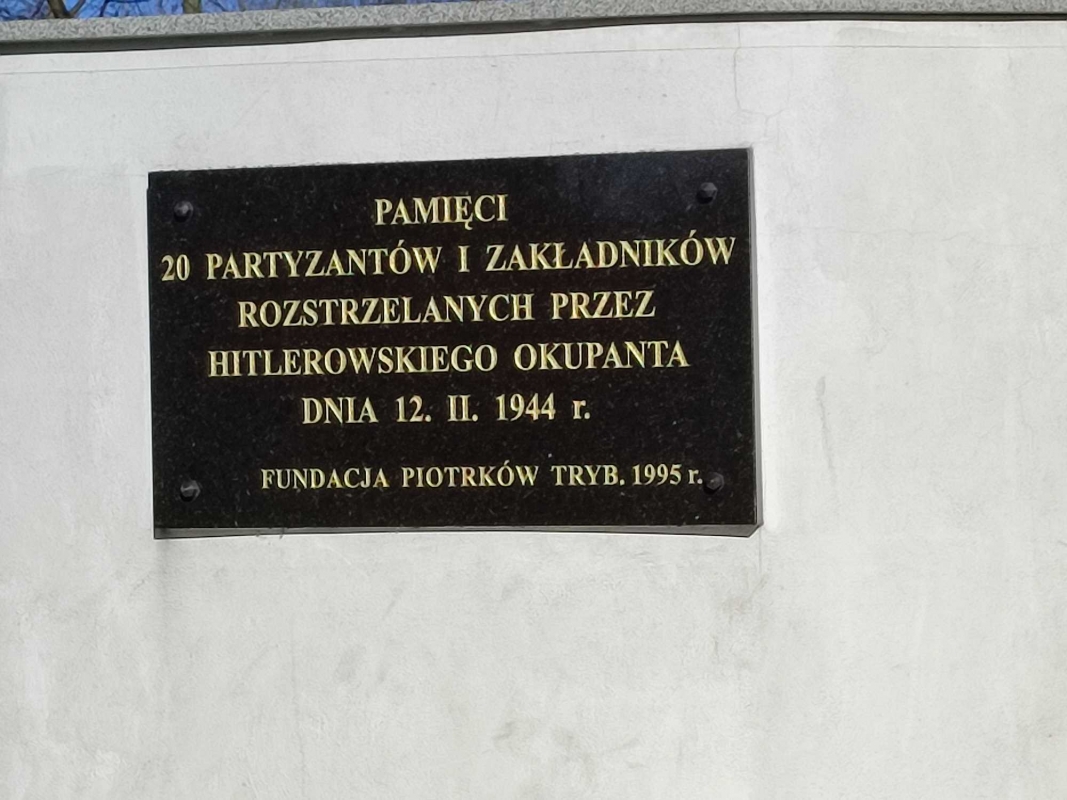 PAMIĘCI
20 PARTYZANTÓW I ZAKŁADNIKÓW
ROZSTRZELANYCH PRZEZ
HITLEROWSKIEGO OKUPANTA
DNIA 12. II. 1944 r.
FUNDACJA PIOTRKÓW TRYB. 1995 r.